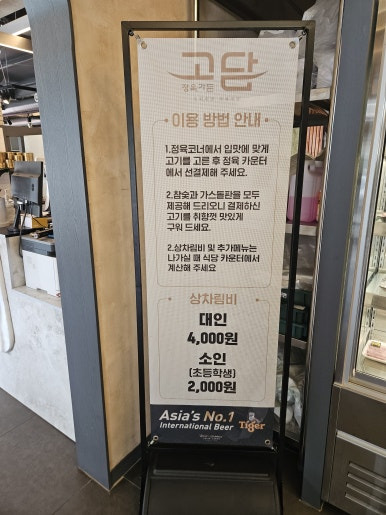 고담
정육식당
이용 방법 안내
1.정육코너에서 입맛에 맞게
고기를 고른 후 정육 카운터
에서 선결제해 주세요.
2.참숯과 가스돌판을 모두
제공해 드리오니 결제하신
고기를 취향껏 맛있게
구워 드세요.
2.상차림비 및 추가메뉴는
나가실 때 식당 카운터에서
계산해 주세요
상차림비
대인
4,000원
소인
(초등학생)
2,000원
Asia's No.1
International Beer
Tiger